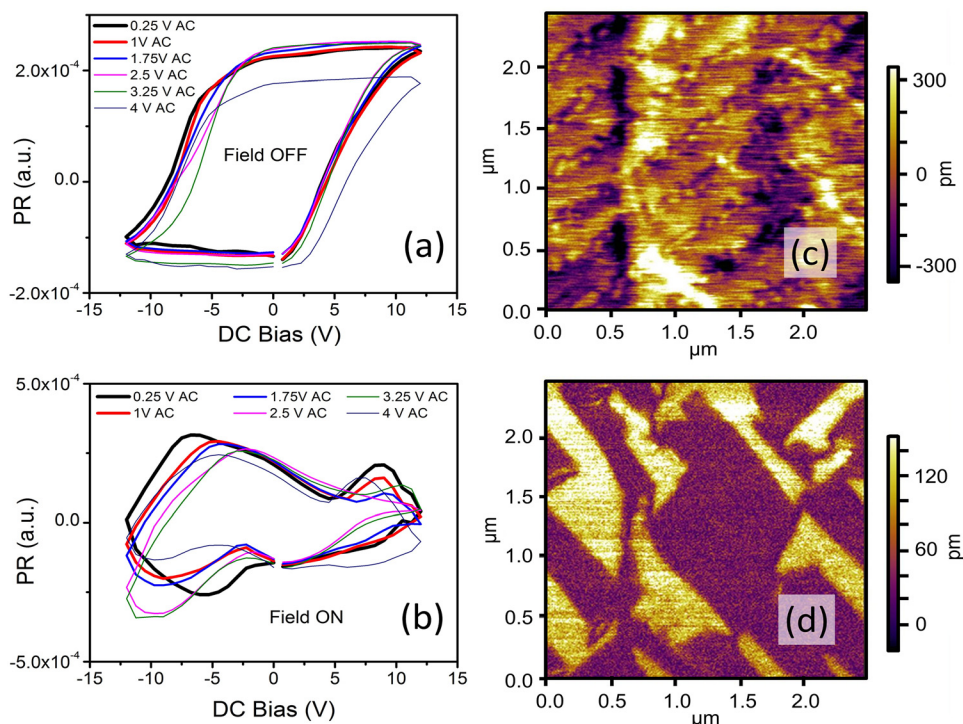 0.25 V AC
1V AC
1.75V AC
2.5 V AC
3.25 V AC
4 V AC
2.0x10⁻⁴
0.0
-2.0x10⁻⁴
PR (a.u.)
Field OFF
(a)
-15 -10 -5 0 5 10 15
DC Bias (V)
2.0
1.5
1.0
0.5
0.0
µm
(c)
0.0 0.5 1.0 1.5 2.0
µm
300
0
-300
pm
5.0x10⁻⁴
0.0
-5.0x10⁻⁴
PR (a.u.)
0.25 V AC 1.75V AC 3.25 V AC
1V AC 2.5 V AC 4 V AC
Field ON
(b)
-15 -10 -5 0 5 10 15
DC Bias (V)
2.0
1.5
1.0
0.5
0.0
µm
(d)
0.0 0.5 1.0 1.5 2.0
µm
120
60
0
pm